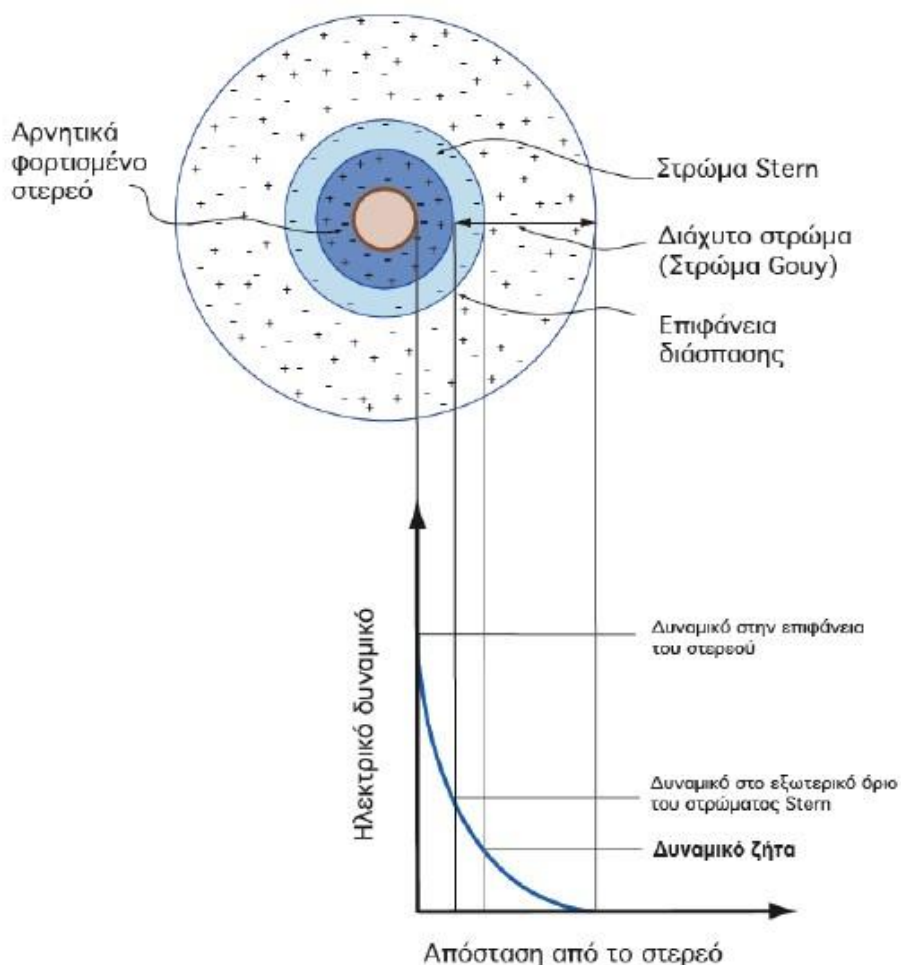 Αρνητικά
φορτισμένο
στερεό
Στρώμα Stern
Διάχυτο στρώμα
(Στρώμα Gouy)
Επιφάνεια
διάσπασης
Ηλεκτρικό δυναμικό
Δυναμικό στην επιφάνεια
του στερεού
Δυναμικό στο εξωτερικό όριο
του στρώματος Stern
Δυναμικό ζήτα
Απόσταση από το στερεό